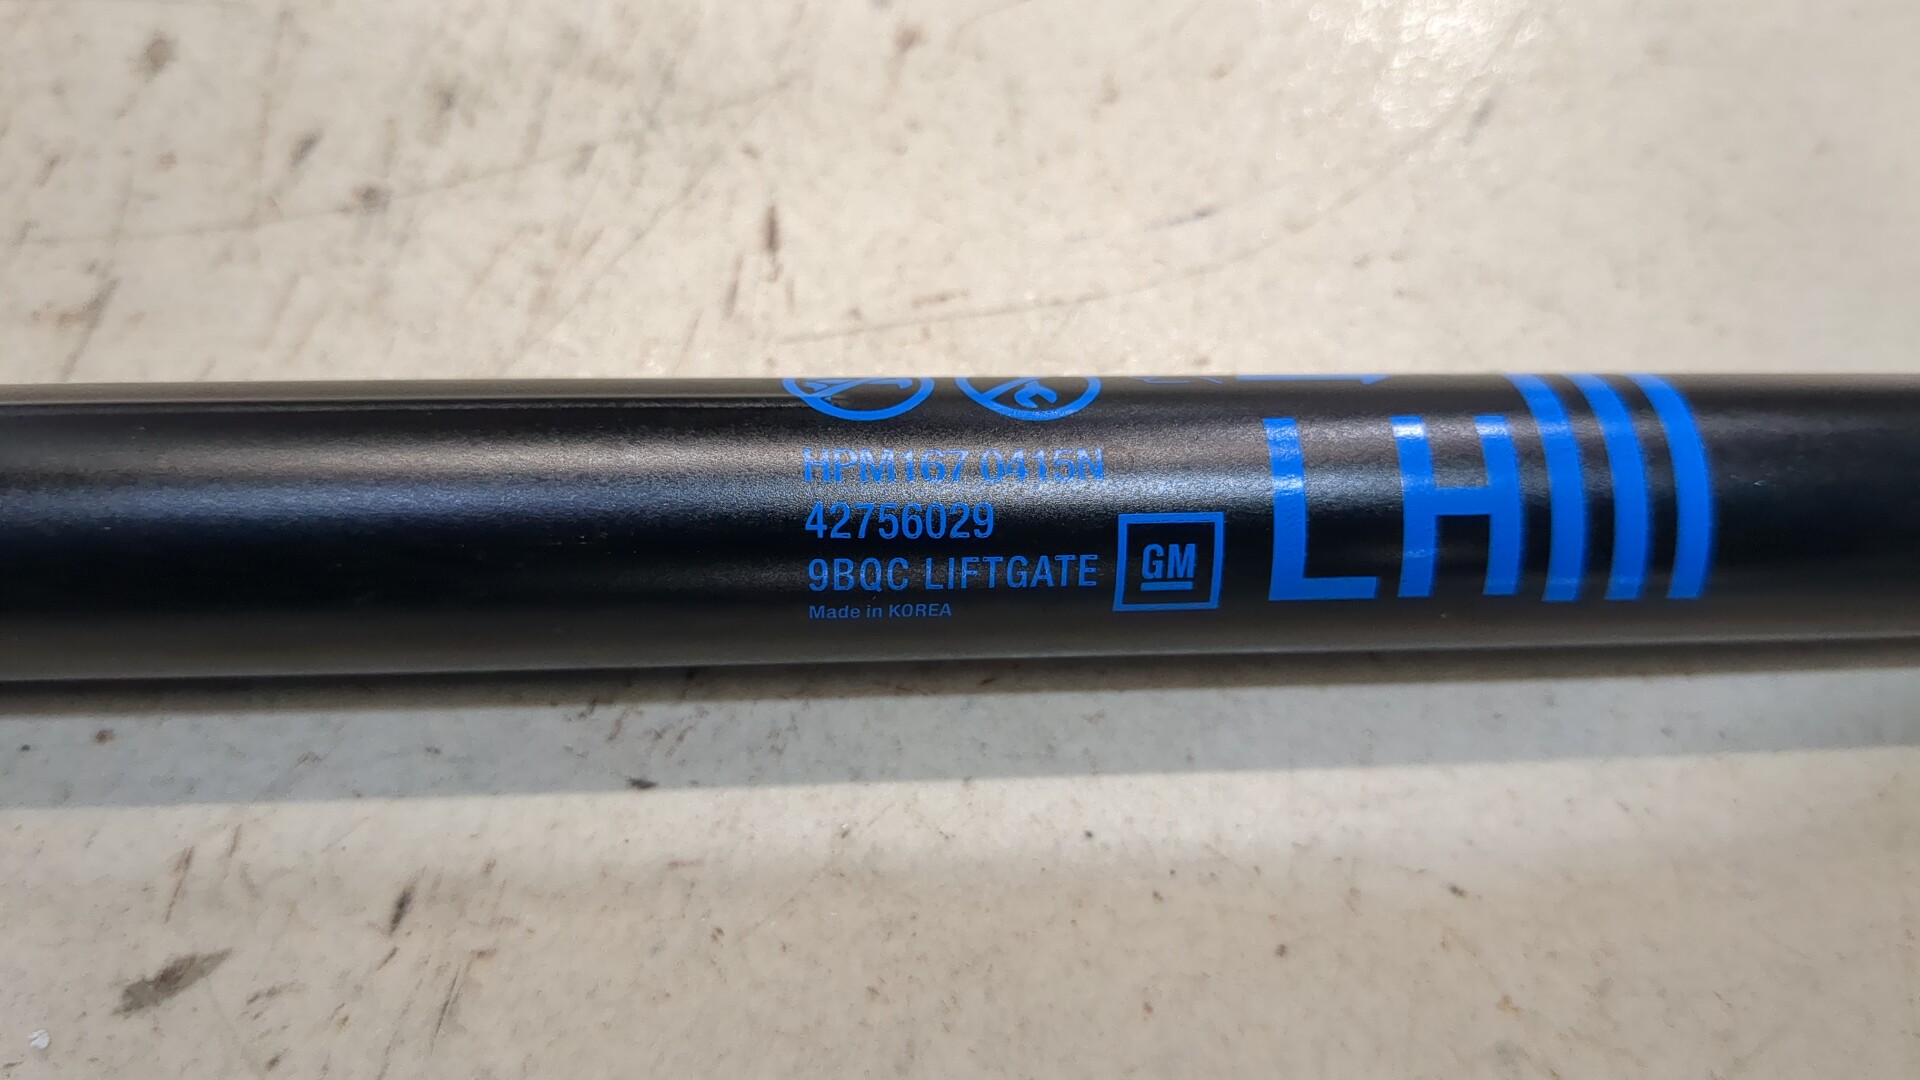 HPM167 0415N
42756029
9BQC LIFTGATE
Made in KOREA
GM
LH